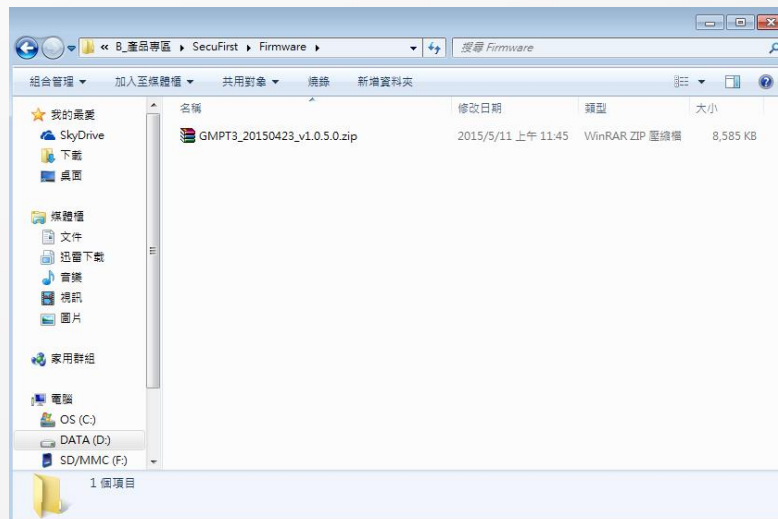 « B_產品專區 ▸ SecuFirst ▸ Firmware ▸
搜尋 Firmware
組合管理 ▼ 加入至媒體櫃 ▼ 共用對象 ▼ 燒錄 新增資料夾
我的最愛
SkyDrive
下載
桌面
媒體櫃
文件
迅雷下載
音樂
視訊
圖片
家用群組
電腦
OS (C:)
DATA (D:)
SD/MMC (F:)
名稱 修改日期 類型 大小
GMPT3_20150423_v1.0.5.0.zip 2015/5/11 上午 11:45 WinRAR ZIP 壓縮檔 8,585 KB
1 個項目